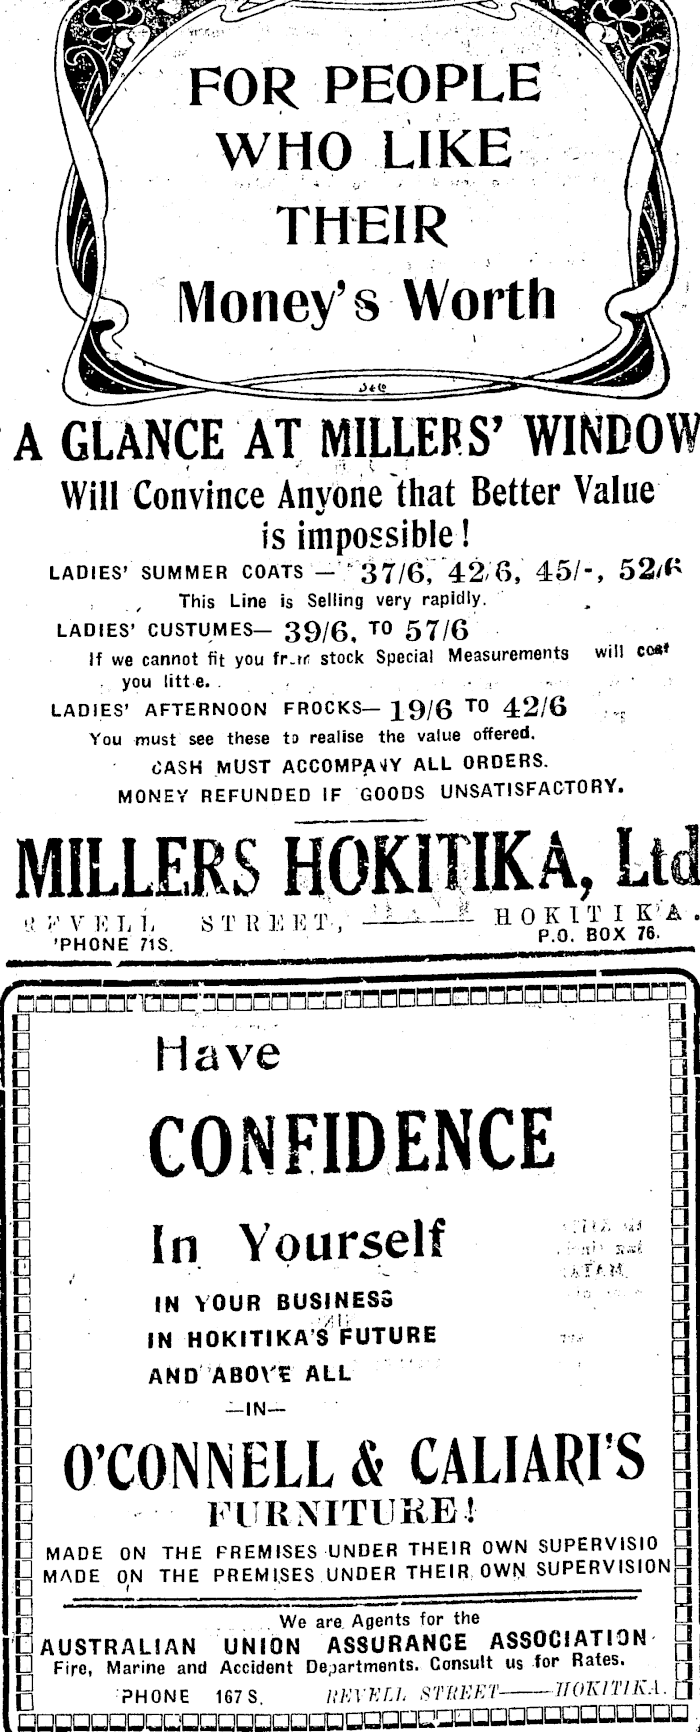 FOR PEOPLE
WHO LIKE
THEIR
Money's Worth
A GLANCE AT MILLERS' WINDOW
Will Convince Anyone that Better Value
is impossible!
LADIES' SUMMER COATS — 37/6, 42/6, 45/-, 52/6
This Line is Selling very rapidly.
LADIES' CUSTUMES— 39/6, TO 57/6
If we cannot fit you from stock Special Measurements will cost
you little.
LADIES' AFTERNOON FROCKS— 19/6 TO 42/6
You must see these to realise the value offered.
CASH MUST ACCOMPANY ALL ORDERS.
MONEY REFUNDED IF GOODS UNSATISFACTORY.
MILLERS HOKITIKA, Ltd
REVELL STREET, —— HOKITIKA.
'PHONE 71S. P.O. BOX 76.
Have
CONFIDENCE
In Yourself
IN YOUR BUSINESS
IN HOKITIKA'S FUTURE
AND ABOVE ALL
—IN—
O'CONNELL & CALIARI'S
FURNITURE!
MADE ON THE PREMISES UNDER THEIR OWN SUPERVISIO
MADE ON THE PREMISES UNDER THEIR OWN SUPERVISION
We are Agents for the
AUSTRALIAN UNION ASSURANCE ASSOCIATION
Fire, Marine and Accident Departments. Consult us for Rates.
'PHONE 167S. REVELL STREET——HOKITIKA.